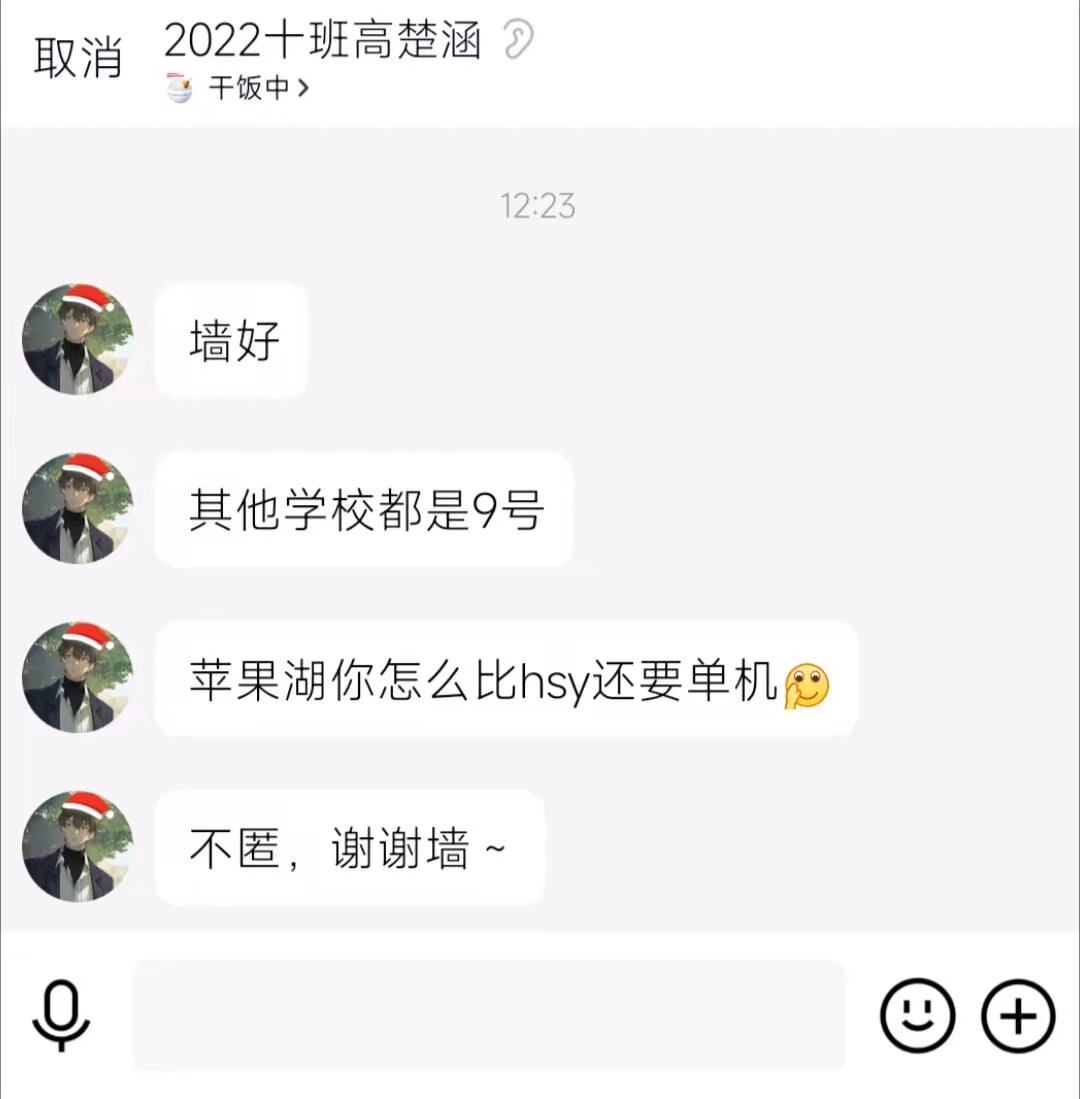 取消
2022十班高楚涵
干饭中
12:23
墙好
其他学校都是9号
苹果湖你怎么比hsy还要单机
不匿，谢谢墙~